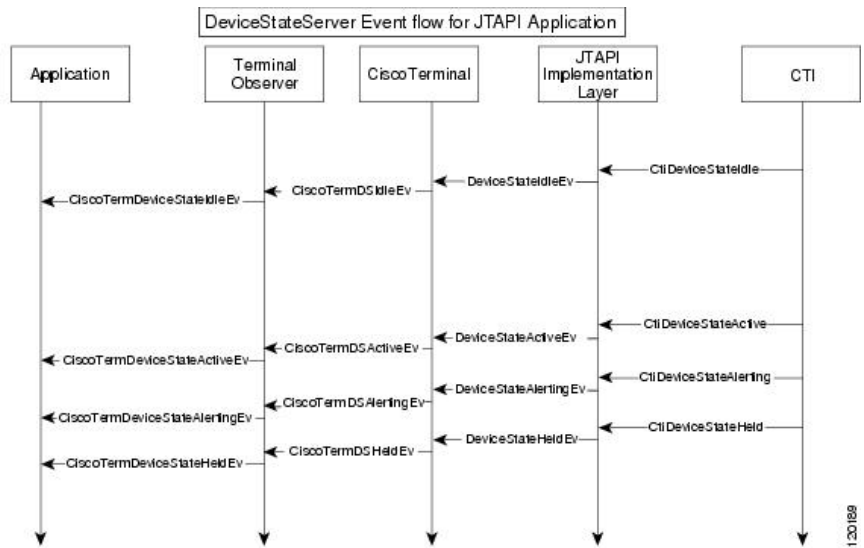 DeviceStateServer Event flow for JTAPI Application
Application
Terminal
Observer
CiscoTerminal
JTAPI
Implementation
Layer
CTI
CtiDeviceStateIdle
DeviceStateIdleEv
CiscoTermDSIdleEv
CiscoTermDeviceStateIdleEv
CtiDeviceStateActive
DeviceStateActiveEv
CiscoTermDSActiveEv
CiscoTermDeviceStateActiveEv
CtiDeviceStateAlerting
DeviceStateAlertingEv
CiscoTermDSAlertingEv
CiscoTermDeviceStateAlertingEv
CtiDeviceStateHeld
DeviceStateHeldEv
CiscoTermDSHeldEv
CiscoTermDeviceStateHeldEv
120189